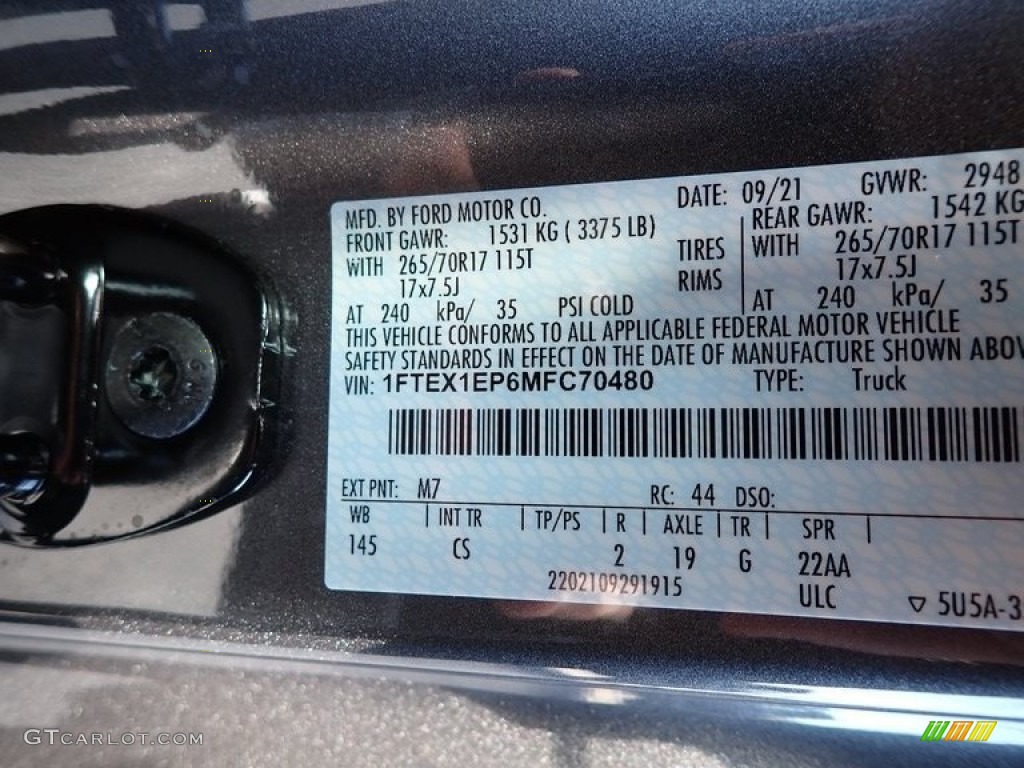 MFD. BY FORD MOTOR CO. DATE: 09/21 GVWR: 2948
FRONT GAWR: 1531 KG ( 3375 LB) REAR GAWR: 1542 KG
WITH 265/70R17 115T TIRES WITH 265/70R17 115T
17x7.5J RIMS 17x7.5J
AT 240 kPa/ 35 PSI COLD AT 240 kPa/ 35
THIS VEHICLE CONFORMS TO ALL APPLICABLE FEDERAL MOTOR VEHICLE
SAFETY STANDARDS IN EFFECT ON THE DATE OF MANUFACTURE SHOWN ABOV
VIN: 1FTEX1EP6MFC70480 TYPE: Truck
EXT PNT: M7 RC: 44 DSO:
WB | INT TR | TP/PS | R | AXLE | TR | SPR |
145 CS 2 19 G 22AA
2202109291915 ULC ▽ 5U5A-3
GTCARLOT.COM